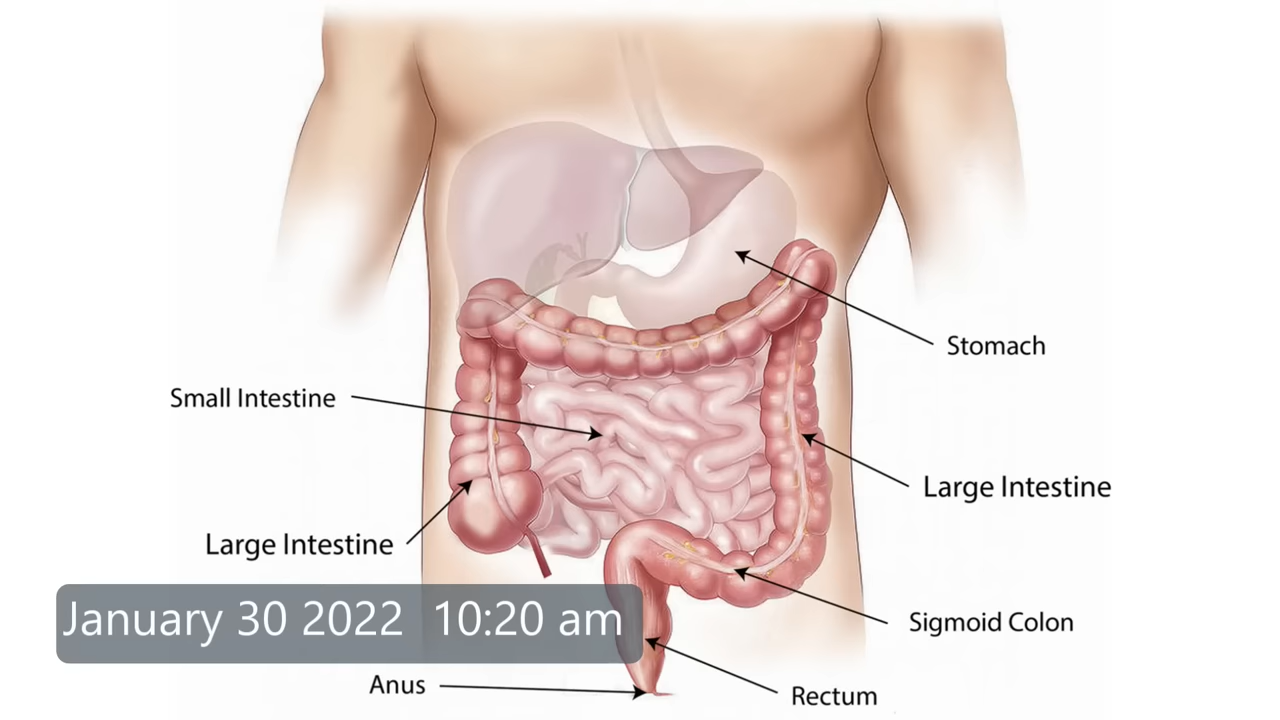 Stomach
Small Intestine
Large Intestine
Large Intestine
January 30 2022  10:20 am
Sigmoid Colon
Anus
Rectum